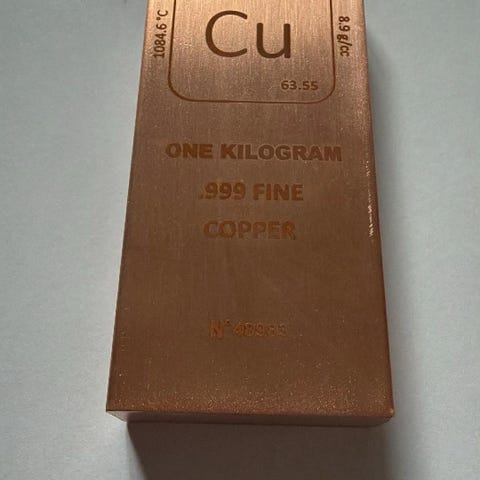 1084.6 °C
Cu
8.9 g/cc
63.55
ONE KILOGRAM
.999 FINE
COPPER